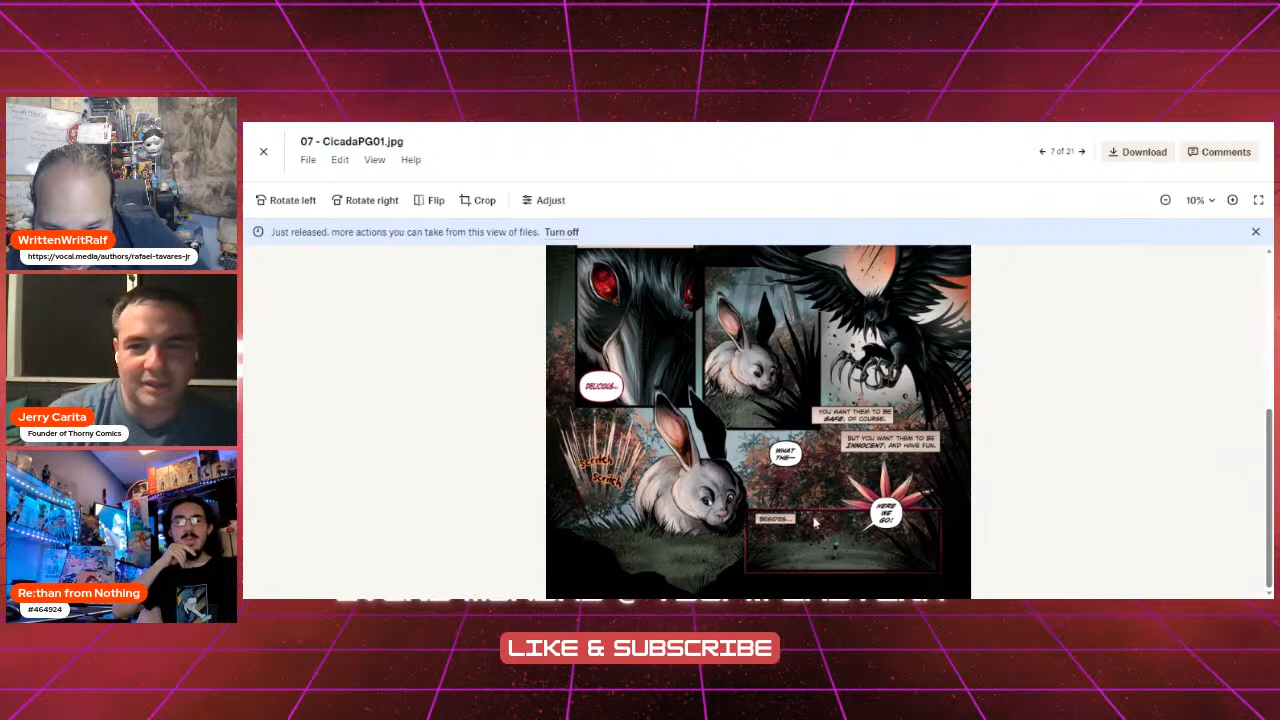 WrittenWritRalf
https://vocal.media/authors/rafael-tavares-jr
Jerry Carita
Founder of Thorny Comics
Re:than from Nothing
#464924
07 - CicadaPG01.jpg
File Edit View Help
7 of 21
Download
Comments
Rotate left
Rotate right
Flip
Crop
Adjust
10%
Just released. more actions you can take from this view of files. Turn off
DELICIOUS...
YOU WANT THEM TO BE
SAFE, OF COURSE.
BUT YOU WANT THEM TO BE
INNOCENT, AND HAVE FUN.
SCRITCH
SCRITCH
WHAT
THE--
BESIDES...
HERE
WE
GO!
LIKE & SUBSCRIBE